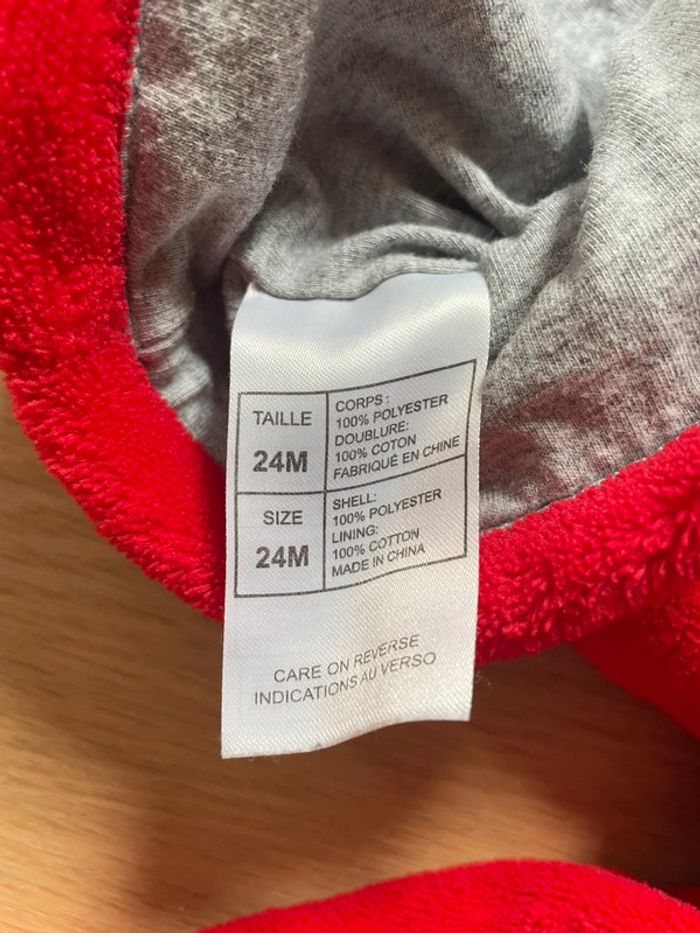 TAILLE
24M
CORPS :
100% POLYESTER
DOUBLURE:
100% COTON
FABRIQUÉ EN CHINE
SIZE
24M
SHELL:
100% POLYESTER
LINING:
100% COTTON
MADE IN CHINA
CARE ON REVERSE
INDICATIONS AU VERSO